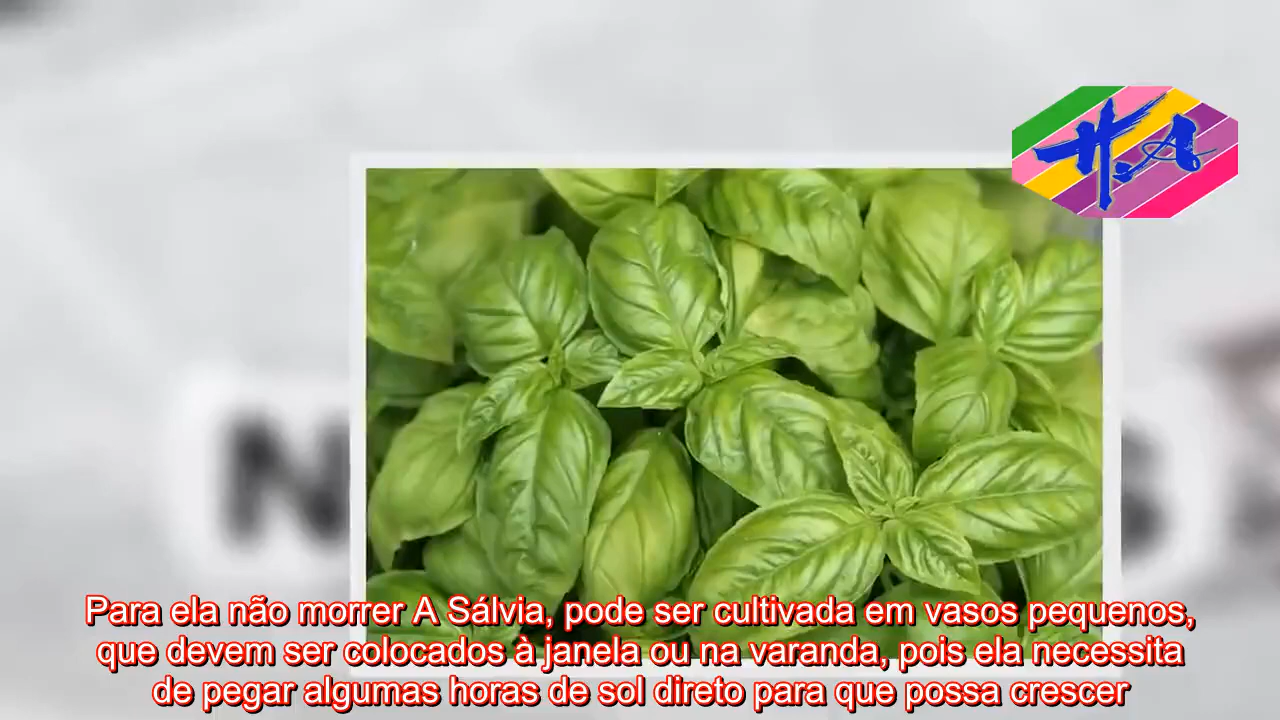 H.A
Para ela não morrer A Sálvia, pode ser cultivada em vasos pequenos,
que devem ser colocados à janela ou na varanda, pois ela necessita
de pegar algumas horas de sol direto para que possa crescer